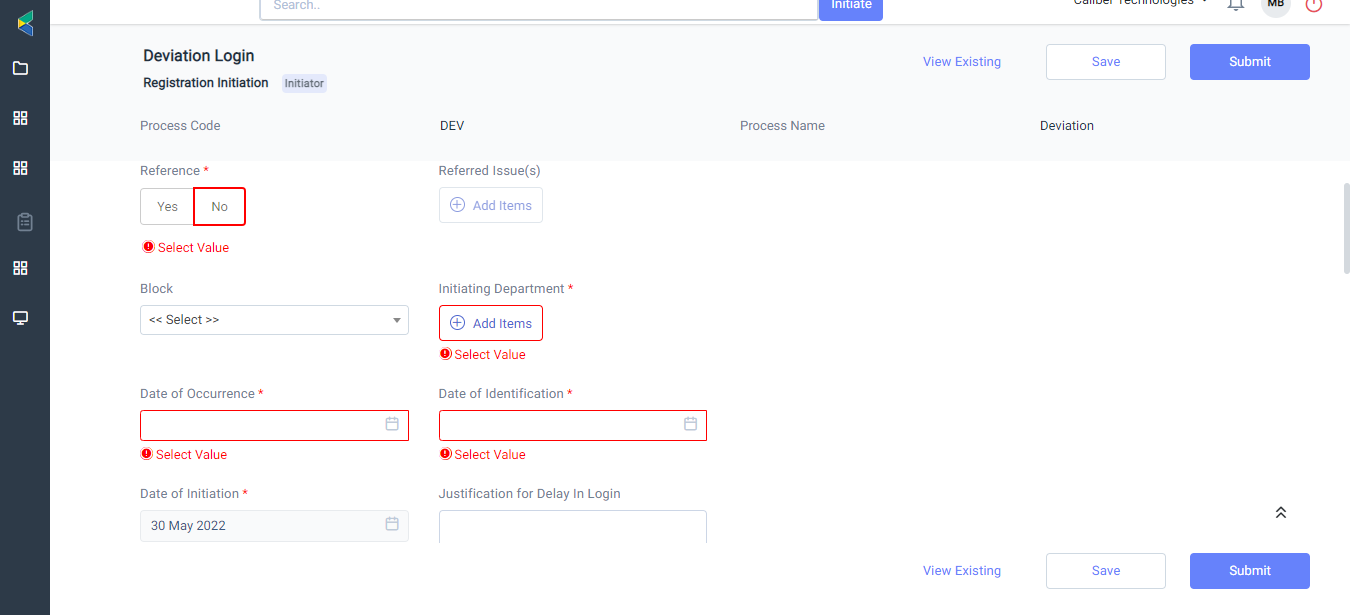 Search..
Initiate
Caliber Technologies
MB
Deviation Login
Registration Initiation Initiator
View Existing
Save
Submit
Process Code
DEV
Process Name
Deviation
Reference *
Referred Issue(s)
Yes
No
Add Items
Select Value
Block
Initiating Department *
<< Select >>
Add Items
Select Value
Date of Occurrence *
Date of Identification *
Select Value
Select Value
Date of Initiation *
Justification for Delay In Login
30 May 2022
View Existing
Save
Submit